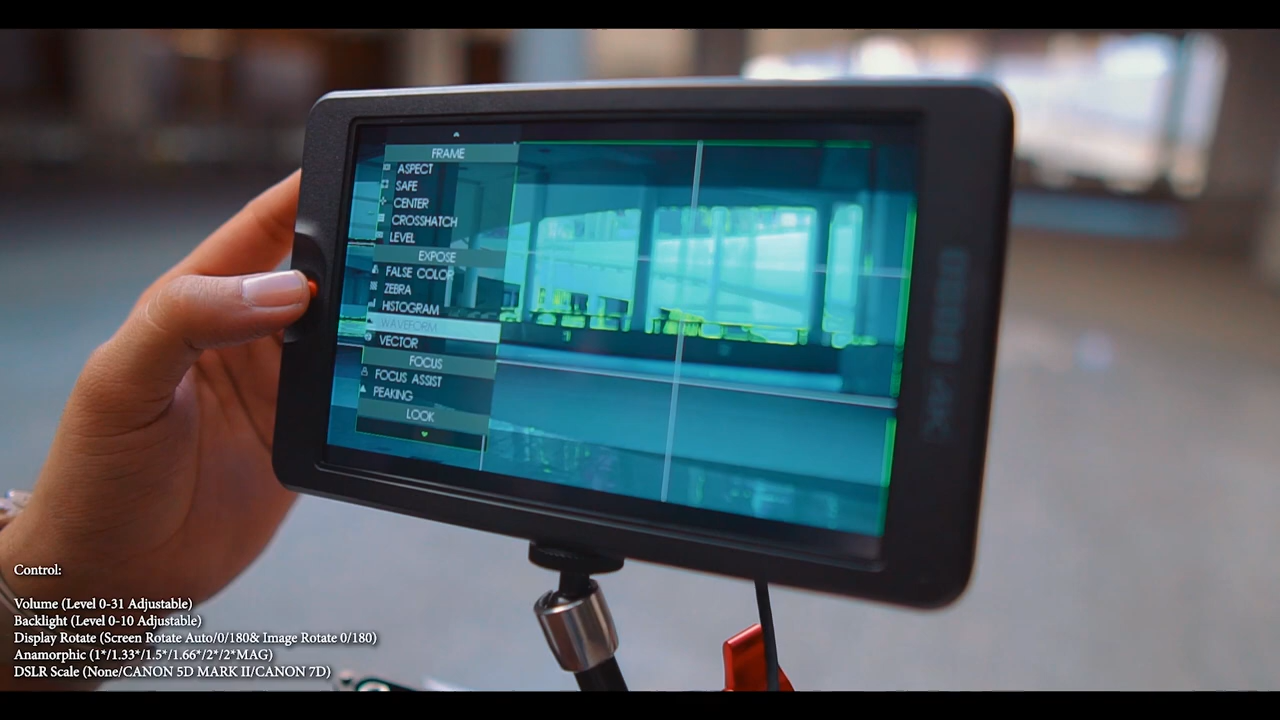 FRAME
ASPECT
SAFE
CENTER
CROSSHATCH
LEVEL
EXPOSE
FALSE COLOR
ZEBRA
HISTOGRAM
WAVEFORM
VECTOR
FOCUS
FOCUS ASSIST
PEAKING
LOOK
Control:
Volume (Level 0-31 Adjustable)
Backlight (Level 0-10 Adjustable)
Display Rotate (Screen Rotate Auto/0/180& Image Rotate 0/180)
Anamorphic (1*/1.33*/1.5*/1.66*/2*/2*MAG)
DSLR Scale (None/CANON 5D MARK II/CANON 7D)